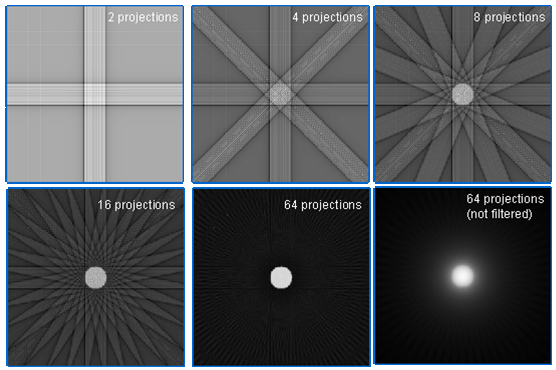 2 projections
4 projections
8 projections
16 projections
64 projections
64 projections
(not filtered)